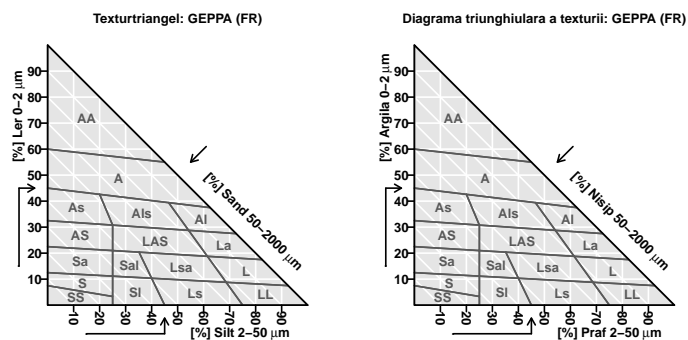 Texturtriangel: GEPPA (FR)
[%] Ler 0−2 µm
90
80
70
60
50
40
30
20
10
AA
A
As
Als
Al
AS
LAS
La
Sa
Sal
Lsa
L
S
SS
Sl
Ls
LL
[%] Sand 50−2000 µm
10
20
30
40
50
60
70
80
90
[%] Silt 2−50 µm
Diagrama triunghiulara a texturii: GEPPA (FR)
[%] Argila 0−2 µm
90
80
70
60
50
40
30
20
10
AA
A
As
Als
Al
AS
LAS
La
Sa
Sal
Lsa
L
S
SS
Sl
Ls
LL
[%] Nisip 50−2000 µm
10
20
30
40
50
60
70
80
90
[%] Praf 2−50 µm